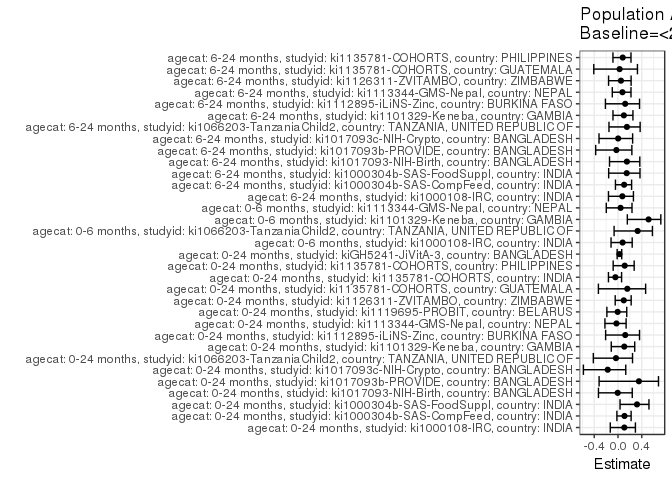 Population
Baseline=<
agecat: 6-24 months, studyid: ki1135781-COHORTS, country: PHILIPPINES
agecat: 6-24 months, studyid: ki1135781-COHORTS, country: GUATEMALA
agecat: 6-24 months, studyid: ki1126311-ZVITAMBO, country: ZIMBABWE
agecat: 6-24 months, studyid: ki1113344-GMS-Nepal, country: NEPAL
agecat: 6-24 months, studyid: ki1112895-iLiNS-Zinc, country: BURKINA FASO
agecat: 6-24 months, studyid: ki1101329-Keneba, country: GAMBIA
agecat: 6-24 months, studyid: ki1066203-TanzaniaChild2, country: TANZANIA, UNITED REPUBLIC OF
agecat: 6-24 months, studyid: ki1017093c-NIH-Crypto, country: BANGLADESH
agecat: 6-24 months, studyid: ki1017093b-PROVIDE, country: BANGLADESH
agecat: 6-24 months, studyid: ki1017093-NIH-Birth, country: BANGLADESH
agecat: 6-24 months, studyid: ki1000304b-SAS-FoodSuppl, country: INDIA
agecat: 6-24 months, studyid: ki1000304b-SAS-CompFeed, country: INDIA
agecat: 6-24 months, studyid: ki1000108-IRC, country: INDIA
agecat: 0-6 months, studyid: ki1113344-GMS-Nepal, country: NEPAL
agecat: 0-6 months, studyid: ki1101329-Keneba, country: GAMBIA
agecat: 0-6 months, studyid: ki1066203-TanzaniaChild2, country: TANZANIA, UNITED REPUBLIC OF
agecat: 0-6 months, studyid: ki1000108-IRC, country: INDIA
agecat: 0-24 months, studyid: kiGH5241-JiVitA-3, country: BANGLADESH
agecat: 0-24 months, studyid: ki1135781-COHORTS, country: PHILIPPINES
agecat: 0-24 months, studyid: ki1135781-COHORTS, country: INDIA
agecat: 0-24 months, studyid: ki1135781-COHORTS, country: GUATEMALA
agecat: 0-24 months, studyid: ki1126311-ZVITAMBO, country: ZIMBABWE
agecat: 0-24 months, studyid: ki1119695-PROBIT, country: BELARUS
agecat: 0-24 months, studyid: ki1113344-GMS-Nepal, country: NEPAL
agecat: 0-24 months, studyid: ki1112895-iLiNS-Zinc, country: BURKINA FASO
agecat: 0-24 months, studyid: ki1101329-Keneba, country: GAMBIA
agecat: 0-24 months, studyid: ki1066203-TanzaniaChild2, country: TANZANIA, UNITED REPUBLIC OF
agecat: 0-24 months, studyid: ki1017093c-NIH-Crypto, country: BANGLADESH
agecat: 0-24 months, studyid: ki1017093b-PROVIDE, country: BANGLADESH
agecat: 0-24 months, studyid: ki1017093-NIH-Birth, country: BANGLADESH
agecat: 0-24 months, studyid: ki1000304b-SAS-FoodSuppl, country: INDIA
agecat: 0-24 months, studyid: ki1000304b-SAS-CompFeed, country: INDIA
agecat: 0-24 months, studyid: ki1000108-IRC, country: INDIA
-0.4 0.0 0.4
Estimate